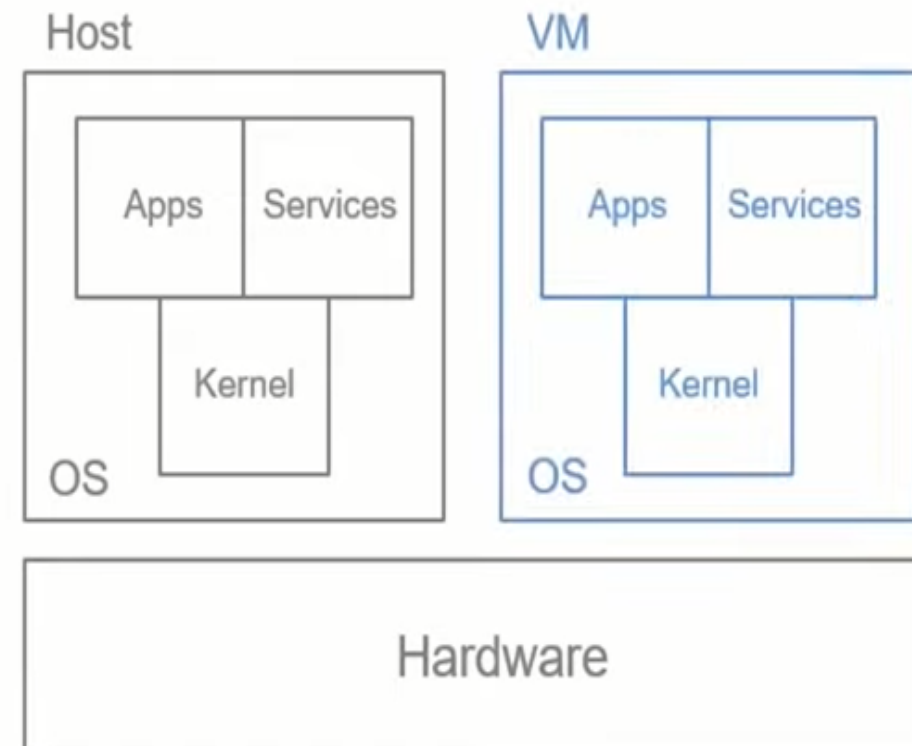 Host
VM
Apps
Services
Apps
Services
Kernel
Kernel
OS
OS
Hardware